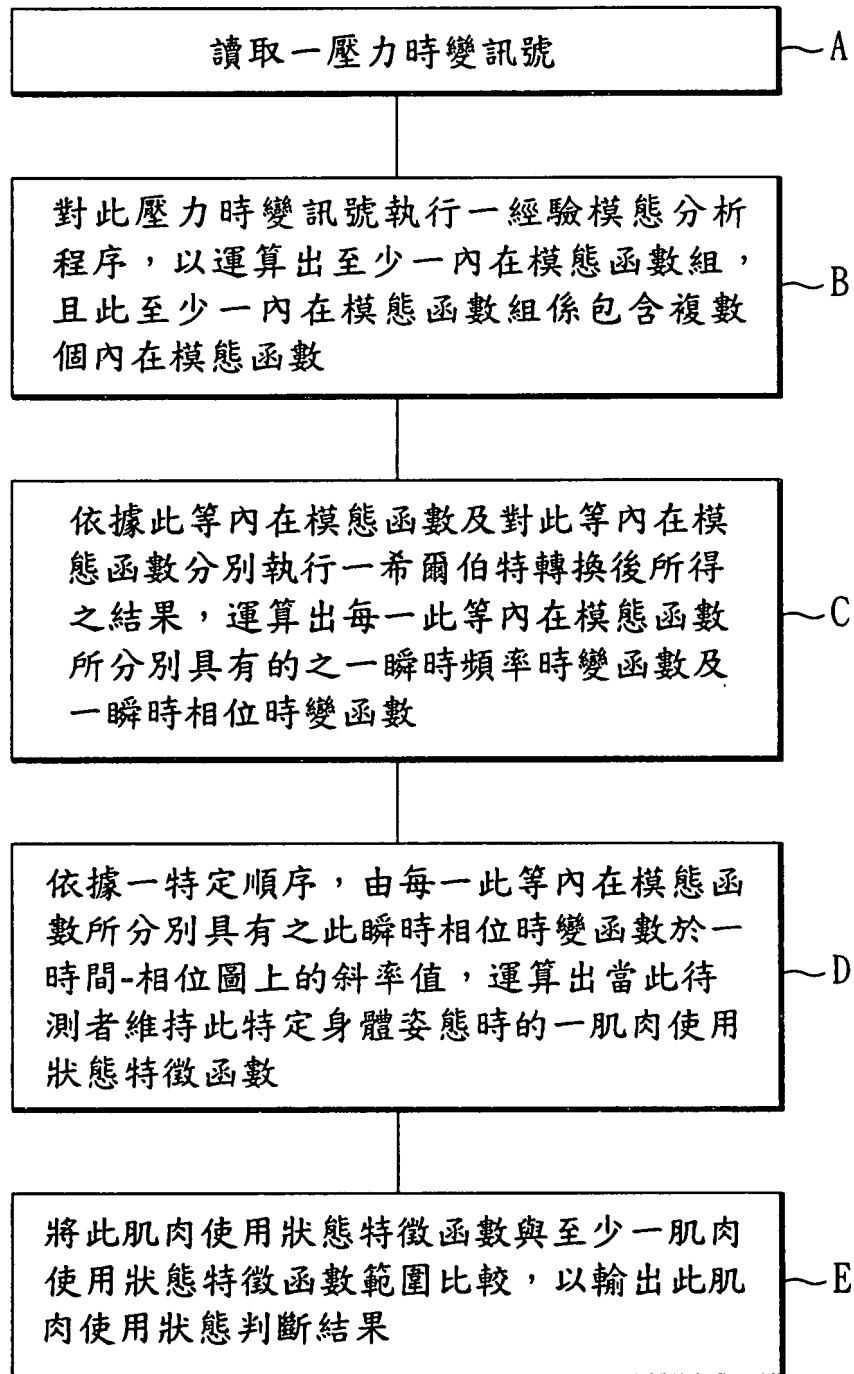 讀取一壓力時變訊號
A
對此壓力時變訊號執行一經驗模態分析
程序，以運算出至少一內在模態函數組，
且此至少一內在模態函數組係包含複數
個內在模態函數
B
依據此等內在模態函數及對此等內在模
態函數分別執行一希爾伯特轉換後所得
之結果，運算出每一此等內在模態函數
所分別具有的之一瞬時頻率時變函數及
一瞬時相位時變函數
C
依據一特定順序，由每一此等內在模態函
數所分別具有之此瞬時相位時變函數於一
時間-相位圖上的斜率值，運算出當此待
測者維持此特定身體姿態時的一肌肉使用
狀態特徵函數
D
將此肌肉使用狀態特徵函數與至少一肌肉
使用狀態特徵函數範圍比較，以輸出此肌
肉使用狀態判斷結果
E